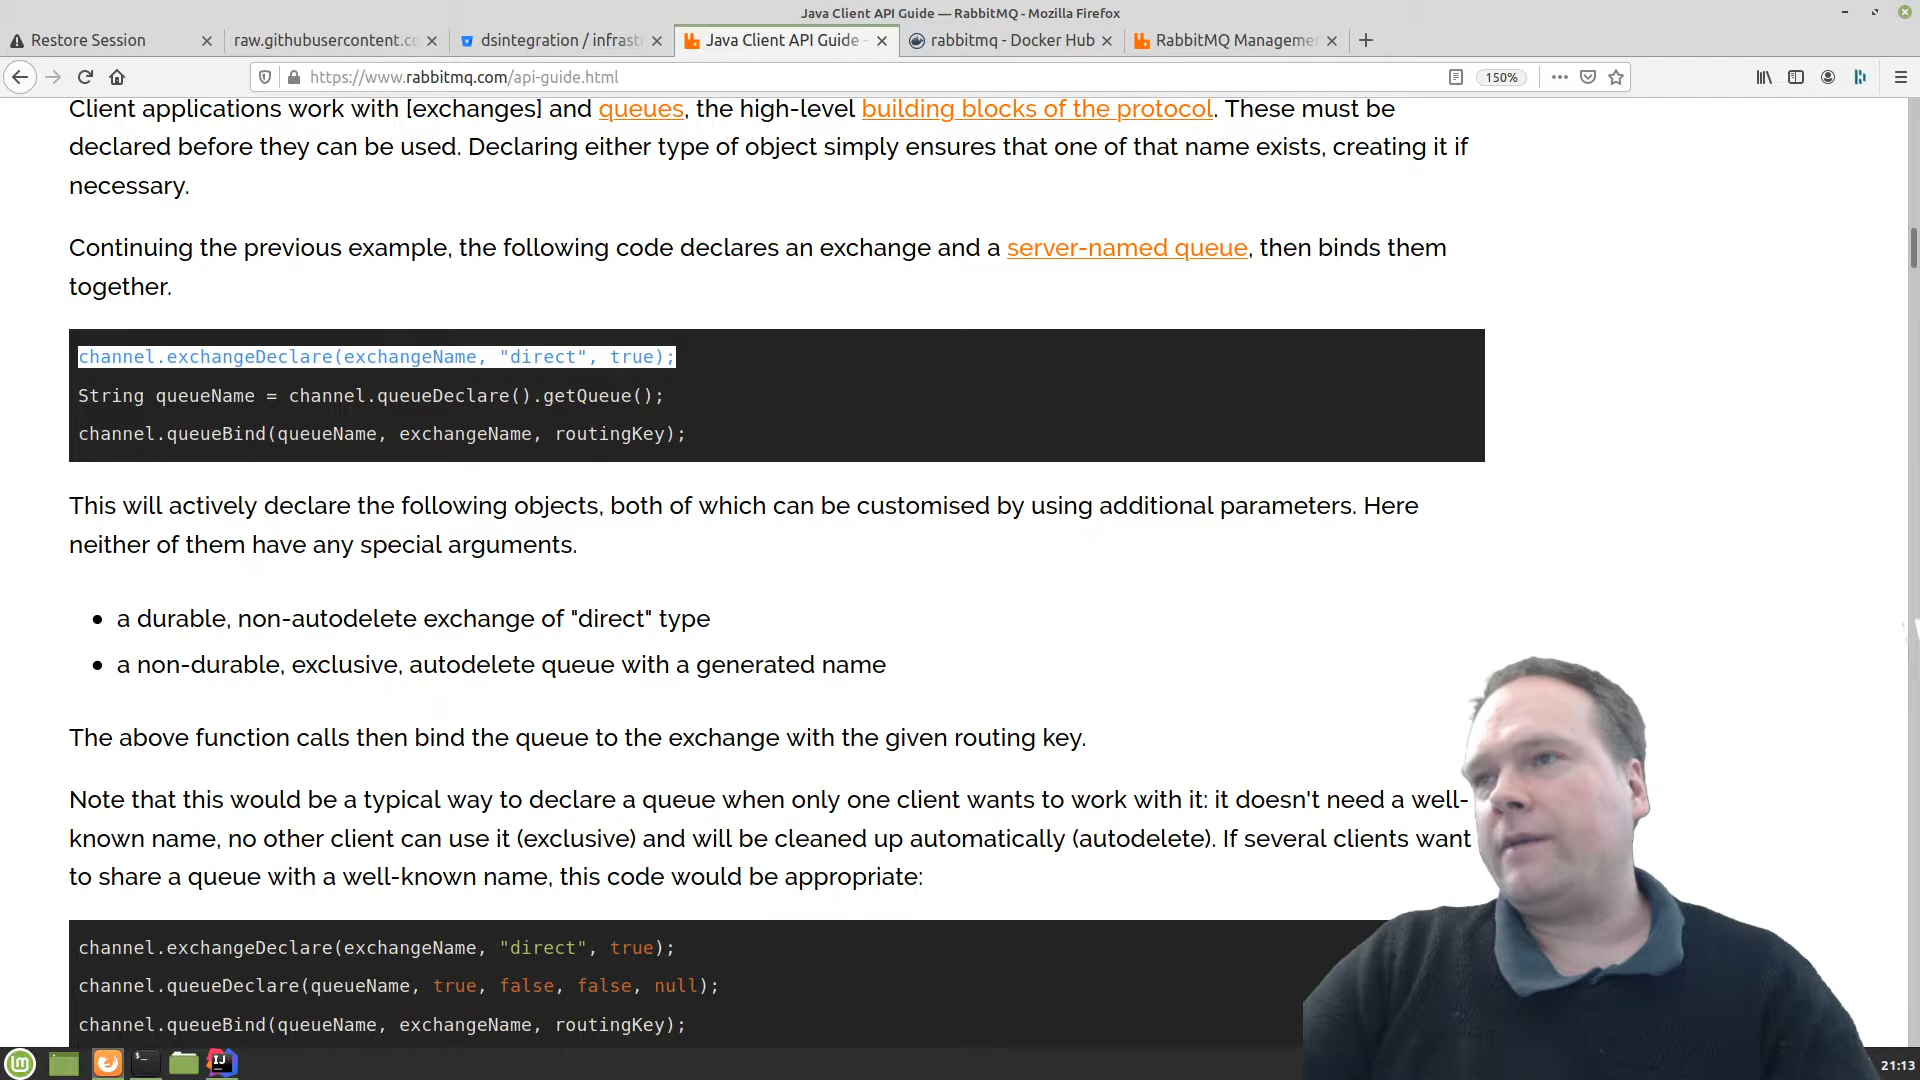 Java Client API Guide — RabbitMQ - Mozilla Firefox
Restore Session
raw.githubusercontent.co
dsintegration / infrast
Java Client API Guide -
rabbitmq - Docker Hub
RabbitMQ Manageme
https://www.rabbitmq.com/api-guide.html
150%
Client applications work with [exchanges] and queues, the high-level building blocks of the protocol. These must be
declared before they can be used. Declaring either type of object simply ensures that one of that name exists, creating it if
necessary.
Continuing the previous example, the following code declares an exchange and a server-named queue, then binds them
together.
channel.exchangeDeclare(exchangeName, "direct", true);
String queueName = channel.queueDeclare().getQueue();
channel.queueBind(queueName, exchangeName, routingKey);
This will actively declare the following objects, both of which can be customised by using additional parameters. Here
neither of them have any special arguments.
• a durable, non-autodelete exchange of "direct" type
• a non-durable, exclusive, autodelete queue with a generated name
The above function calls then bind the queue to the exchange with the given routing key.
Note that this would be a typical way to declare a queue when only one client wants to work with it: it doesn't need a well-
known name, no other client can use it (exclusive) and will be cleaned up automatically (autodelete). If several clients want
to share a queue with a well-known name, this code would be appropriate:
channel.exchangeDeclare(exchangeName, "direct", true);
channel.queueDeclare(queueName, true, false, false, null);
channel.queueBind(queueName, exchangeName, routingKey);
IJ
21:13